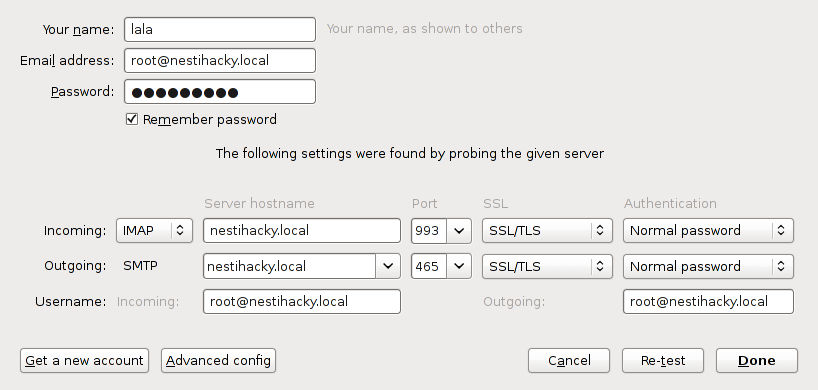 Your name: lala Your name, as shown to others
Email address: root@nestihacky.local
Password: ●●●●●●●●●
Remember password
The following settings were found by probing the given server
Server hostname Port SSL Authentication
Incoming: IMAP nestihacky.local 993 SSL/TLS Normal password
Outgoing: SMTP nestihacky.local 465 SSL/TLS Normal password
Username: Incoming: root@nestihacky.local Outgoing: root@nestihacky.local
Get a new account Advanced config Cancel Re-test Done